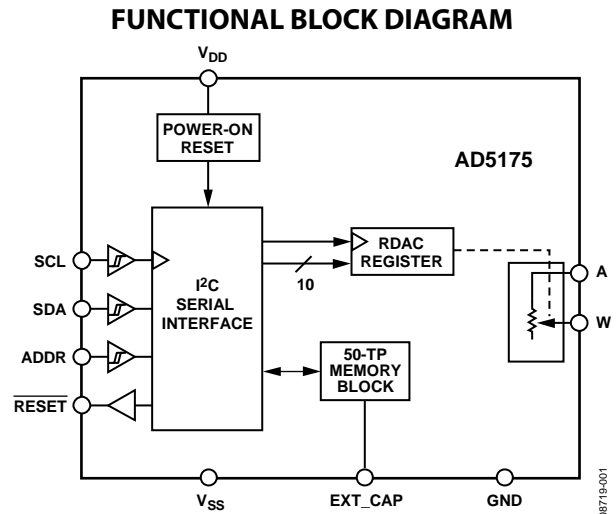 FUNCTIONAL BLOCK DIAGRAM
VDD
POWER-ON
RESET
AD5175
SCL
SDA
ADDR
RESET
I2C
SERIAL
INTERFACE
10
RDAC
REGISTER
A
W
50-TP
MEMORY
BLOCK
VSS
EXT_CAP
GND
08719-001